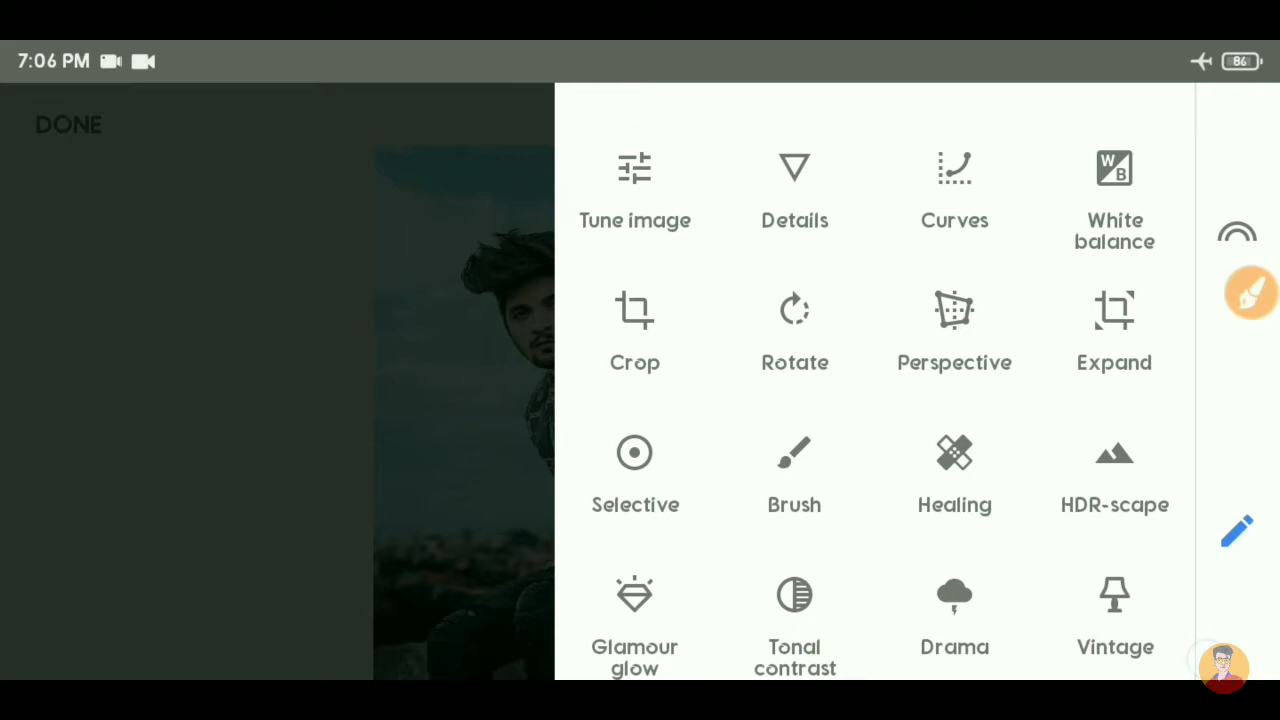 7:06 PM
86
DONE
Tune image
Details
Curves
W
B
White
balance
Crop
Rotate
Perspective
Expand
Selective
Brush
Healing
HDR-scape
Glamour
glow
Tonal
contrast
Drama
Vintage